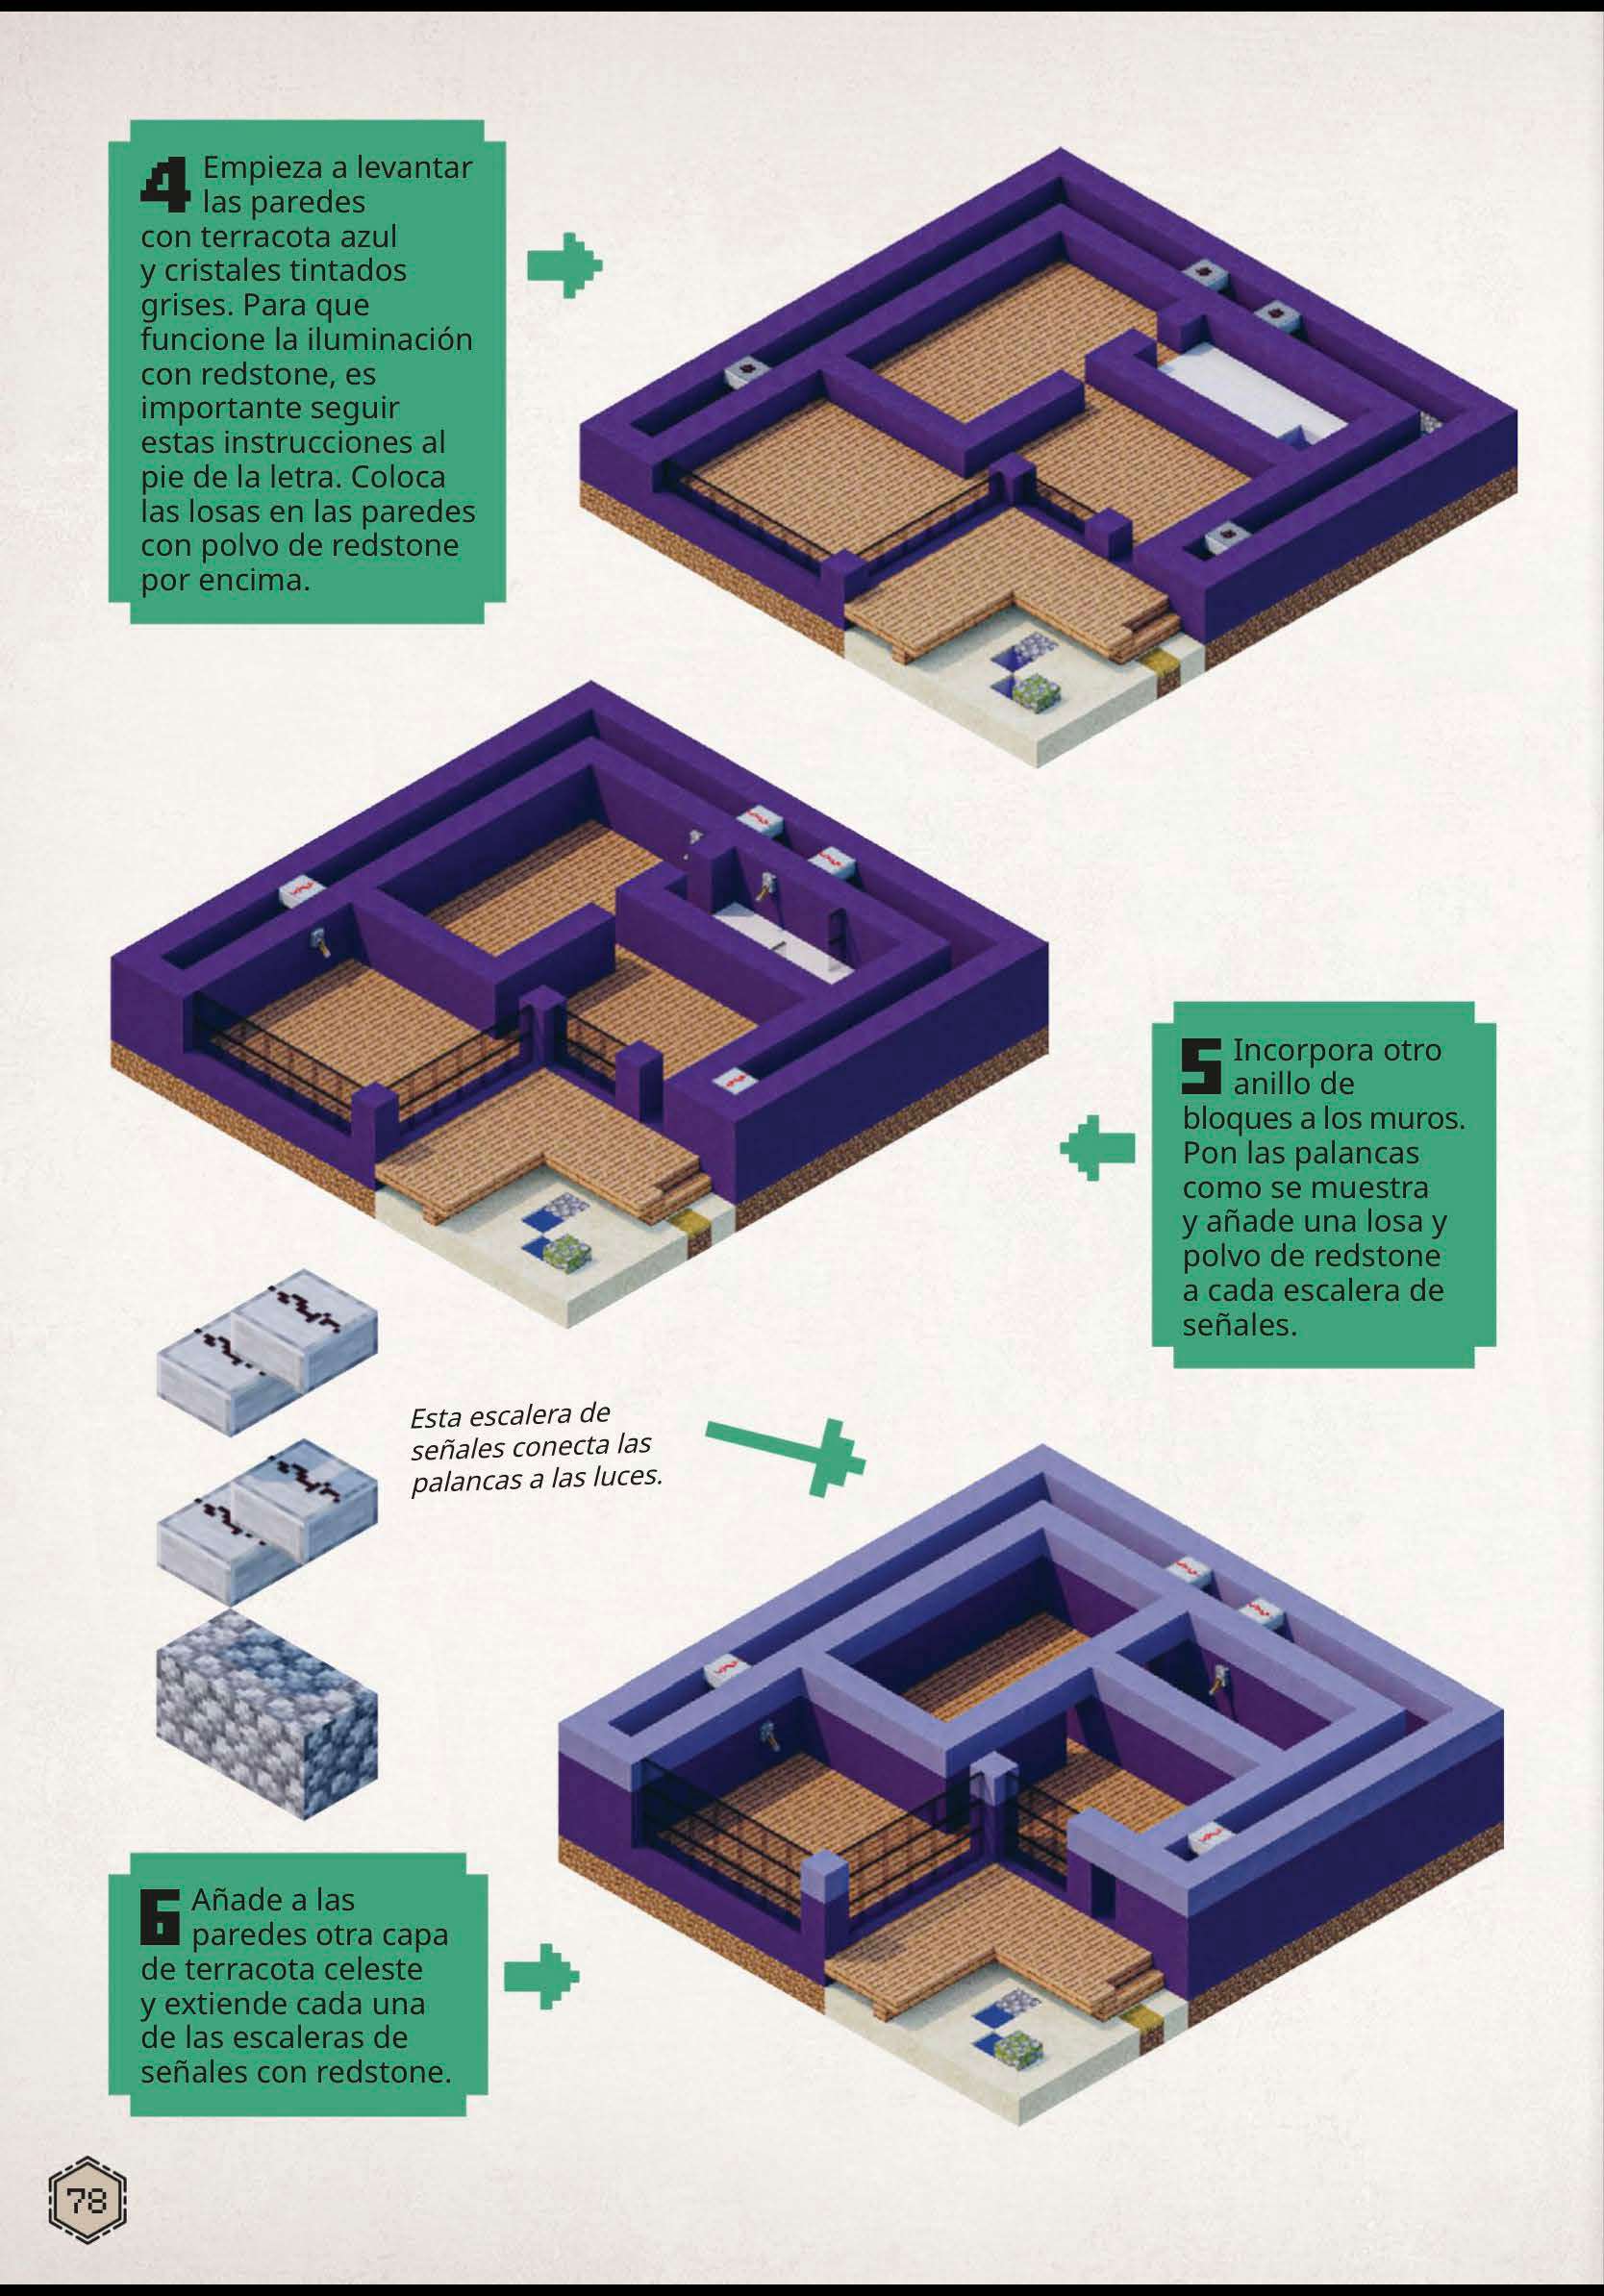 4 Empieza a levantar
las paredes
con terracota azul
y cristales tintados
grises. Para que
funcione la iluminación
con redstone, es
importante seguir
estas instrucciones al
pie de la letra. Coloca
las losas en las paredes
con polvo de redstone
por encima.
5 Incorpora otro
anillo de
bloques a los muros.
Pon las palancas
como se muestra
y añade una losa y
polvo de redstone
a cada escalera de
señales.
Esta escalera de
señales conecta las
palancas a las luces.
6 Añade a las
paredes otra capa
de terracota celeste
y extiende cada una
de las escaleras de
señales con redstone.
78